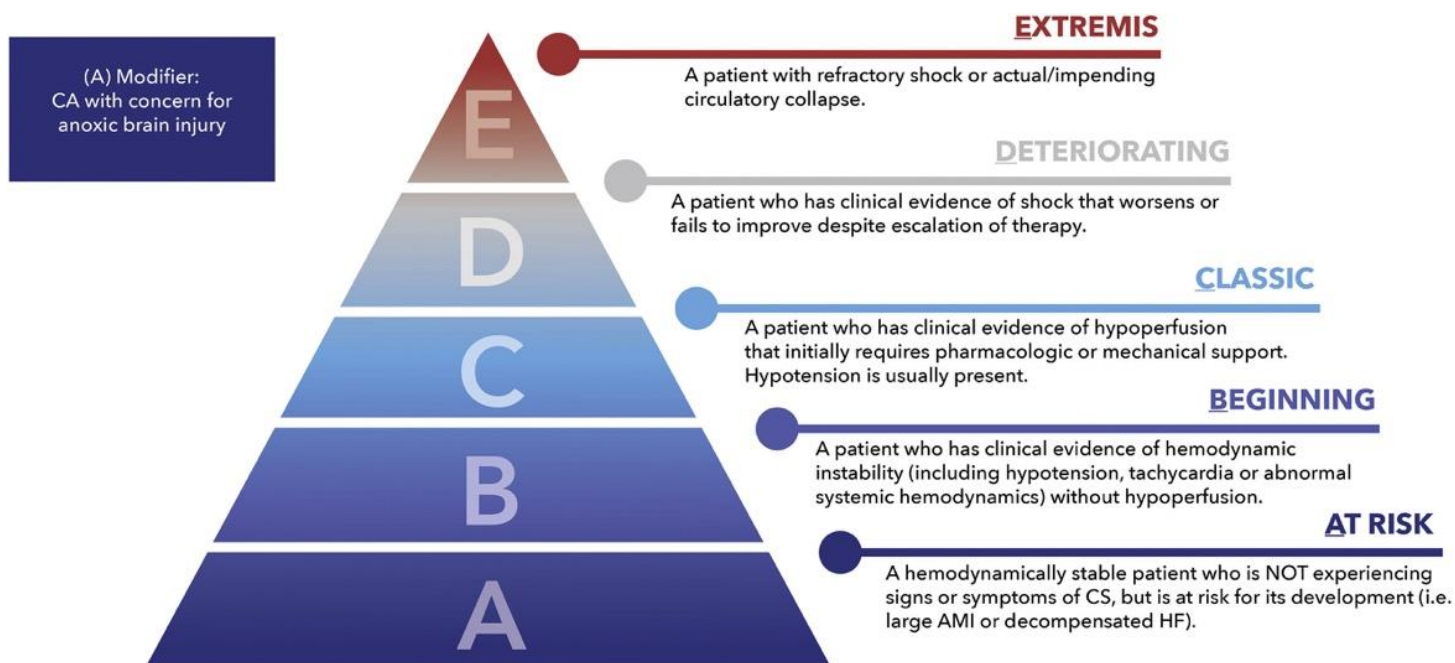 (A) Modifier:
CA with concern for
anoxic brain injury
EXTREMIS
A patient with refractory shock or actual/impending
circulatory collapse.
E
DETERIORATING
A patient who has clinical evidence of shock that worsens or
fails to improve despite escalation of therapy.
D
CLASSIC
A patient who has clinical evidence of hypoperfusion
that initially requires pharmacologic or mechanical support.
Hypotension is usually present.
C
BEGINNING
A patient who has clinical evidence of hemodynamic
instability (including hypotension, tachycardia or abnormal
systemic hemodynamics) without hypoperfusion.
B
AT RISK
A hemodynamically stable patient who is NOT experiencing
signs or symptoms of CS, but is at risk for its development (i.e.
large AMI or decompensated HF).
A